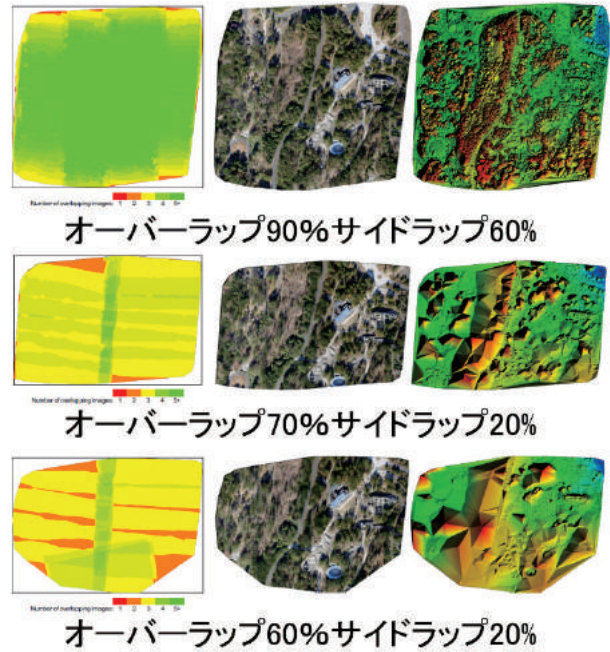 Number of overlapping images: 1 2 3 4 5+
オーバーラップ90%サイドラップ60%
Number of overlapping images: 1 2 3 4 5+
オーバーラップ70%サイドラップ20%
Number of overlapping images: 1 2 3 4 5+
オーバーラップ60%サイドラップ20%